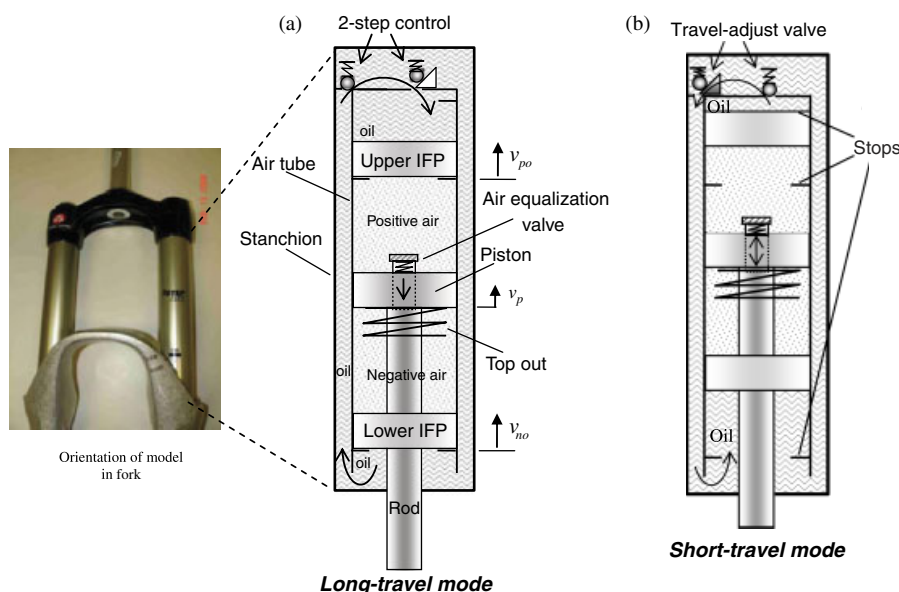 (a)
2-step control
oil
Upper IFP
v_po
Air tube
Positive air
Air equalization
valve
Stanchion
Piston
v_p
Top out
oil
Negative air
Lower IFP
v_no
oil
Rod
Long-travel mode
Orientation of model
in fork
(b)
Travel-adjust valve
Oil
Stops
Oil
Short-travel mode